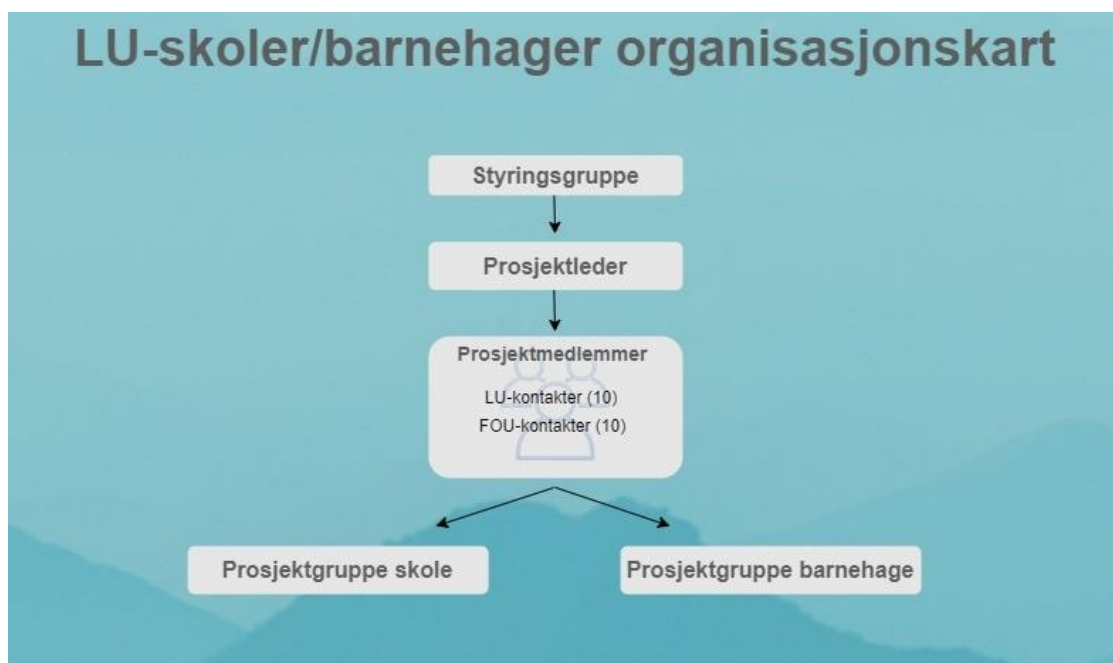 LU-skoler/barnehager organisasjonskart
Styringsgruppe
Prosjektleder
Prosjektmedlemmer
LU-kontakter (10)
FOU-kontakter (10)
Prosjektgruppe skole
Prosjektgruppe barnehage